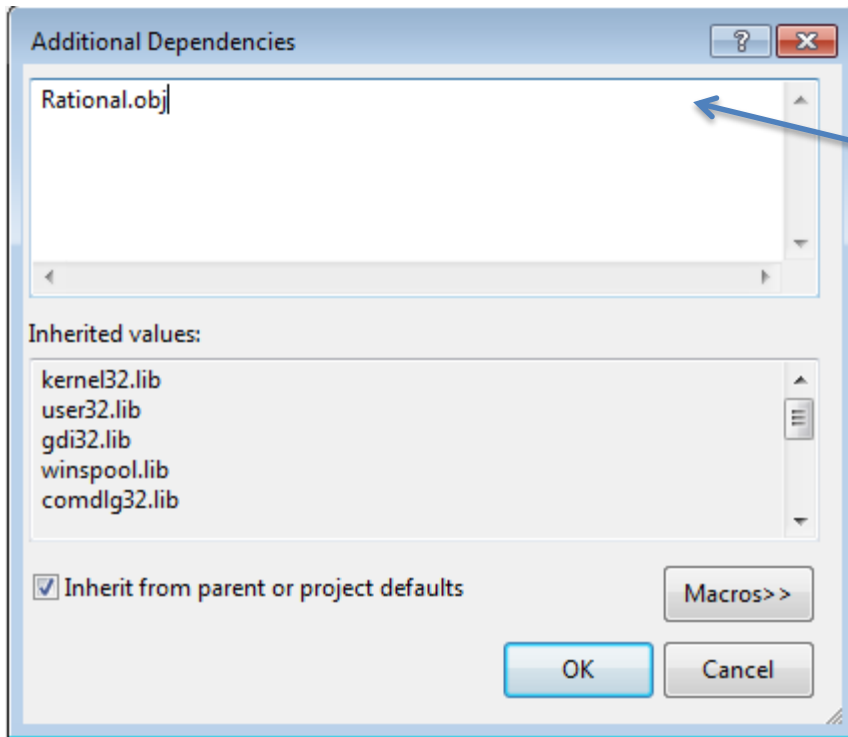 Additional Dependencies
Rational.obj
Inherited values:
kernel32.lib
user32.lib
gdi32.lib
winspool.lib
comdlg32.lib
Inherit from parent or project defaults
Macros>>
OK
Cancel